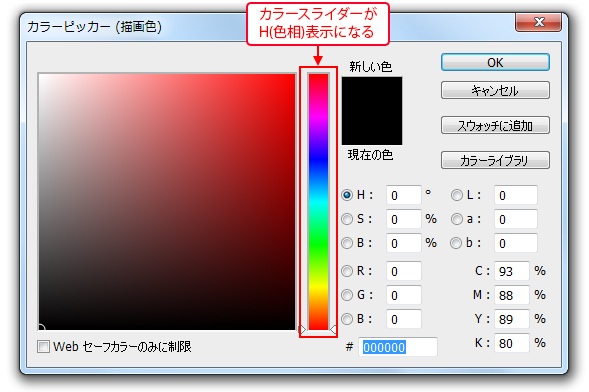 カラースライダーが
H(色相)表示になる
カラーピッカー (描画色)
新しい色
現在の色
OK
キャンセル
スウォッチに追加
カラーライブラリ
H : 0 °
S : 0 %
B : 0 %
R : 0
G : 0
B : 0
# 000000
L : 0
a : 0
b : 0
C : 93 %
M : 88 %
Y : 89 %
K : 80 %
Web セーフカラーのみに制限